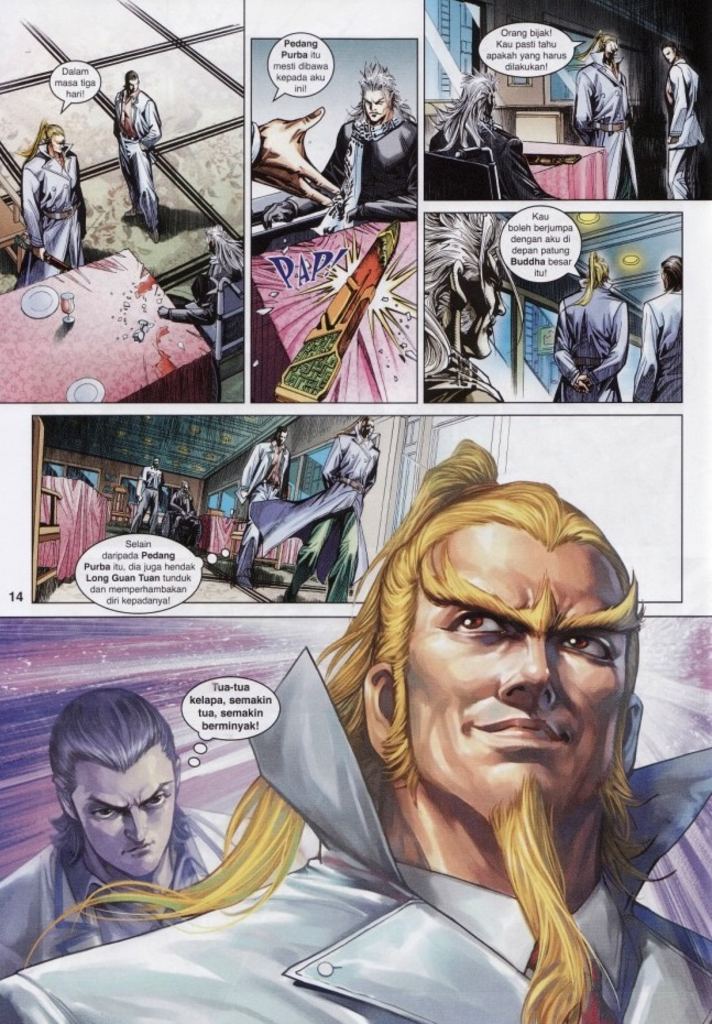 Dalam
masa tiga
hari!
Pedang
Purba itu
mesti dibawa
kepada aku
ini!
PAP!
Orang bijak!
Kau pasti tahu
apakah yang harus
dilakukan!
Kau
boleh berjumpa
dengan aku di
depan patung
Buddha besar
itu!
Selain
daripada Pedang
Purba itu, dia juga hendak
Long Guan Tuan tunduk
dan memperhambakan
diri kepadanya!
14
Tua-tua
kelapa, semakin
tua, semakin
berminyak!